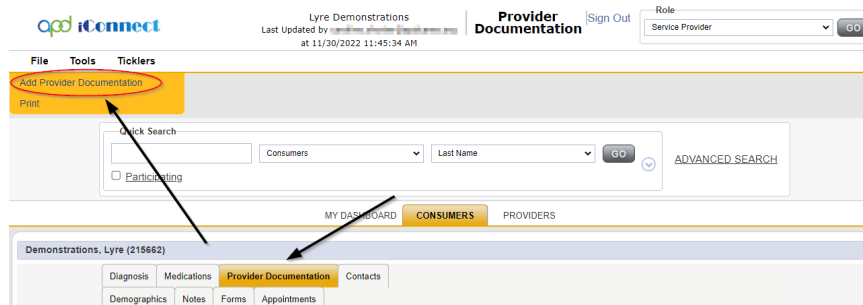 apd iConnect
Lyre Demonstrations
Last Updated by
at 11/30/2022 11:45:34 AM
Provider
Documentation
Sign Out
Role
Service Provider
GO
File Tools Ticklers
Add Provider Documentation
Print
Quick Search
Consumers
Last Name
GO
ADVANCED SEARCH
Participating
MY DASHBOARD CONSUMERS PROVIDERS
Demonstrations, Lyre (215662)
Diagnosis Medications Provider Documentation Contacts
Demographics Notes Forms Appointments